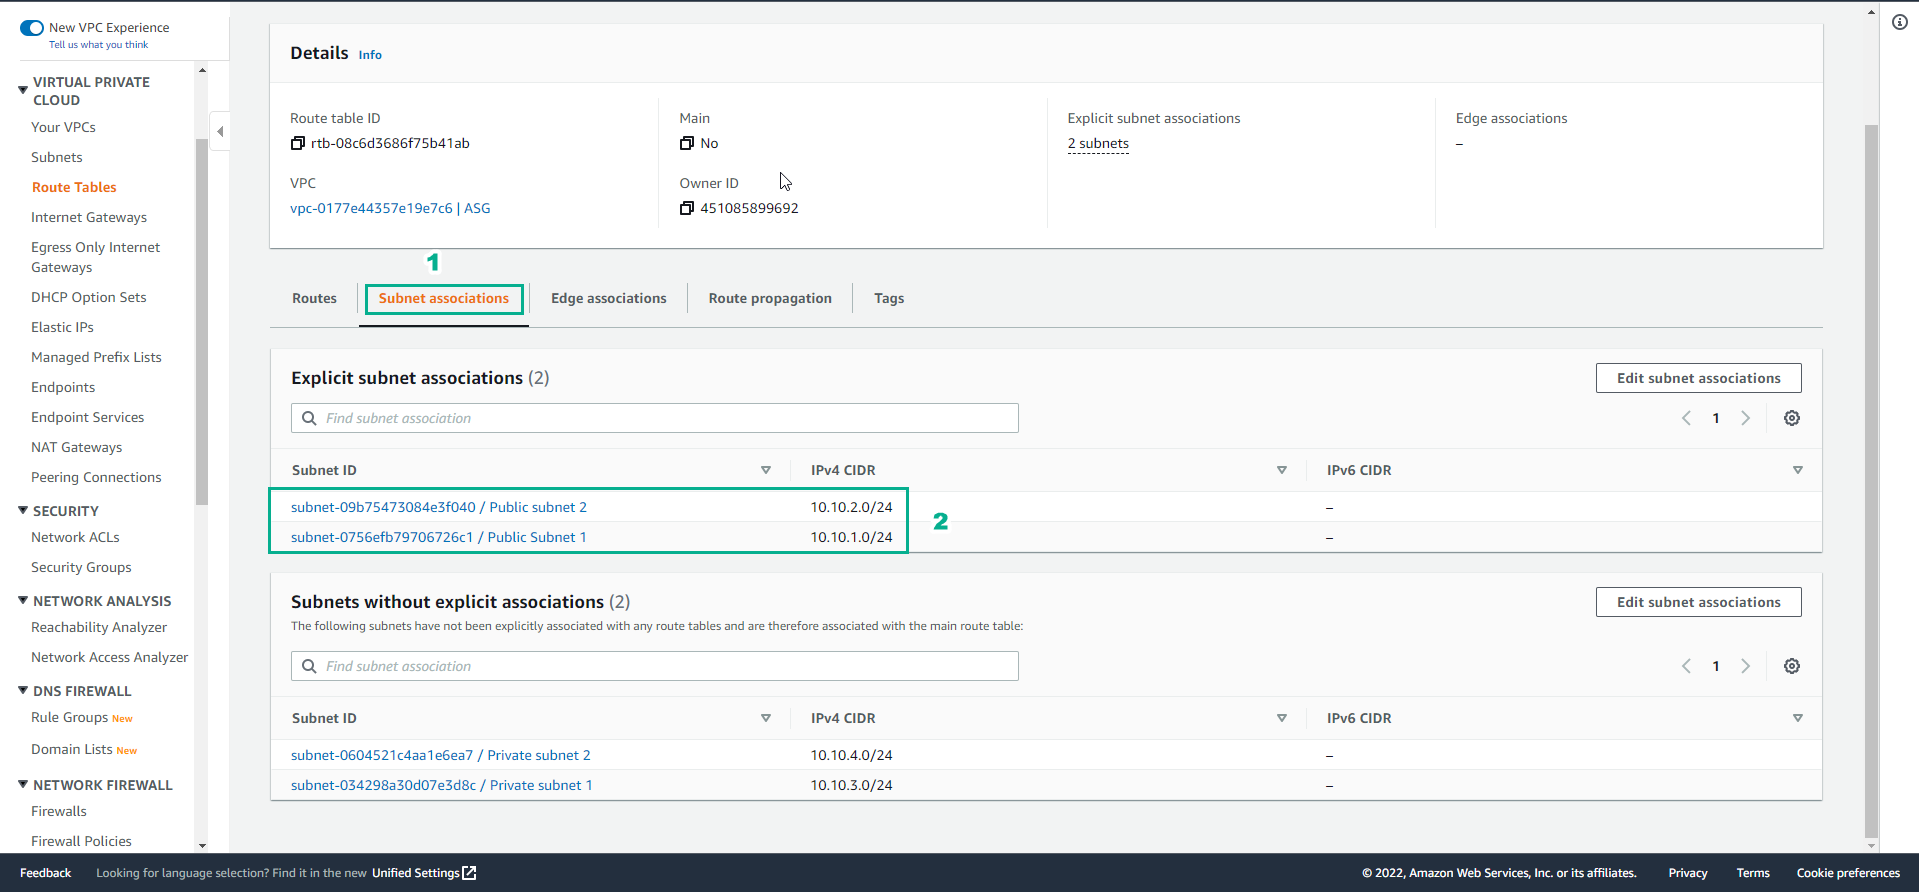 New VPC Experience
Tell us what you think
VIRTUAL PRIVATE
CLOUD
Your VPCs
Subnets
Route Tables
Internet Gateways
Egress Only Internet
Gateways
DHCP Option Sets
Elastic IPs
Managed Prefix Lists
Endpoints
Endpoint Services
NAT Gateways
Peering Connections
SECURITY
Network ACLs
Security Groups
NETWORK ANALYSIS
Reachability Analyzer
Network Access Analyzer
DNS FIREWALL
Rule Groups New
Domain Lists New
NETWORK FIREWALL
Firewalls
Firewall Policies
Details Info
Route table ID
rtb-08c6d3686f75b41ab
Main
No
Explicit subnet associations
2 subnets
Edge associations
–
VPC
vpc-0177e44357e19e7c6 | ASG
Owner ID
451085899692
1
Routes Subnet associations Edge associations Route propagation Tags
Explicit subnet associations (2)
Edit subnet associations
Find subnet association
1
Subnet ID IPv4 CIDR IPv6 CIDR
subnet-09b75473084e3f040 / Public subnet 2 10.10.2.0/24 –
2
subnet-0756efb79706726c1 / Public Subnet 1 10.10.1.0/24 –
Subnets without explicit associations (2)
Edit subnet associations
The following subnets have not been explicitly associated with any route tables and are therefore associated with the main route table:
Find subnet association
1
Subnet ID IPv4 CIDR IPv6 CIDR
subnet-0604521c4aa1e6ea7 / Private subnet 2 10.10.4.0/24 –
subnet-034298a30d07e3d8c / Private subnet 1 10.10.3.0/24 –
Feedback Looking for language selection? Find it in the new Unified Settings © 2022, Amazon Web Services, Inc. or its affiliates. Privacy Terms Cookie preferences